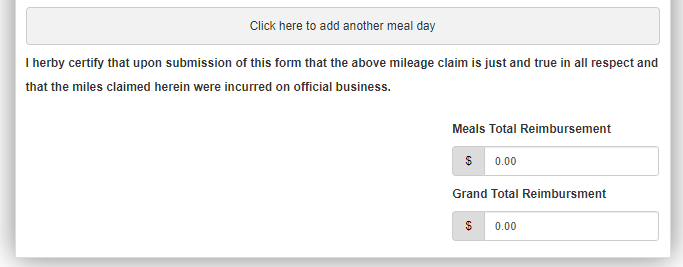 Click here to add another meal day
I herby certify that upon submission of this form that the above mileage claim is just and true in all respect and
that the miles claimed herein were incurred on official business.
Meals Total Reimbursement
$ 0.00
Grand Total Reimbursment
$ 0.00